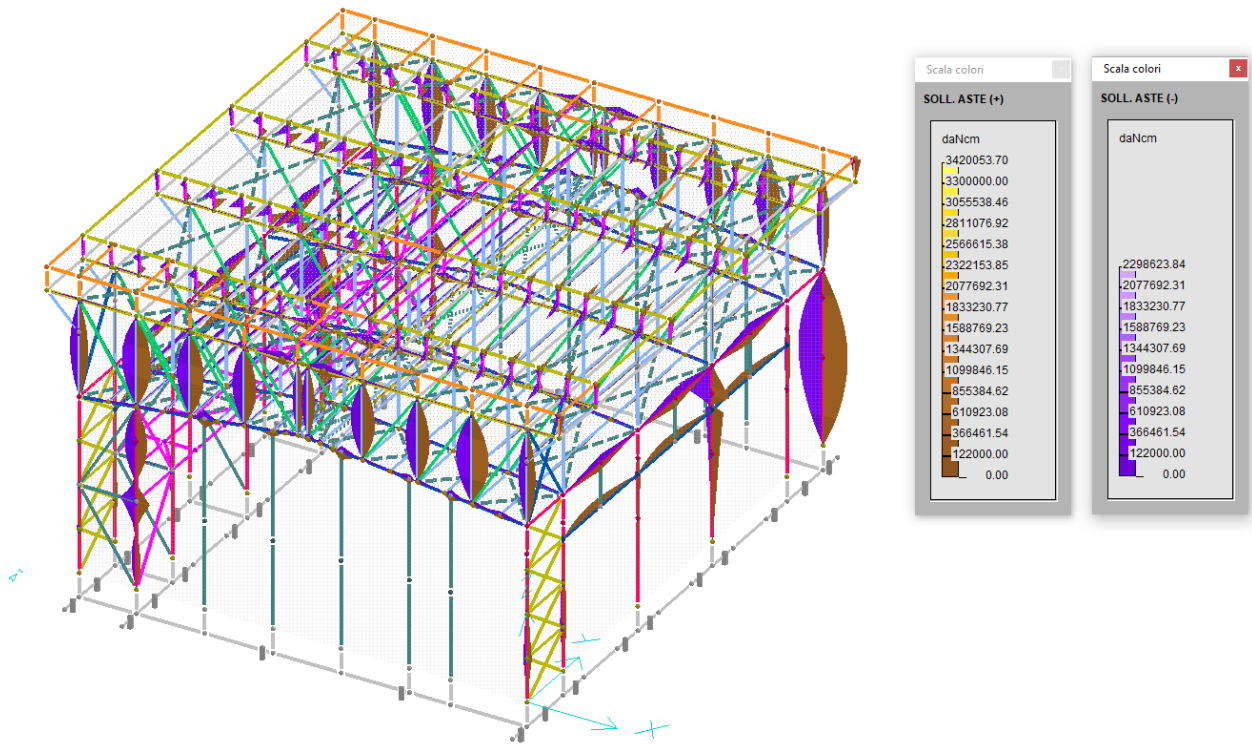 Scala colori
x
SOLL. ASTE (+)
daNcm
3420053.70
3300000.00
3055538.46
2811076.92
2566615.38
2322153.85
2077692.31
1833230.77
1588769.23
1344307.69
1099846.15
855384.62
610923.08
366461.54
122000.00
0.00
Scala colori
x
SOLL. ASTE (-)
daNcm
2298623.84
2077692.31
1833230.77
1588769.23
1344307.69
1099846.15
855384.62
610923.08
366461.54
122000.00
0.00
Y
X